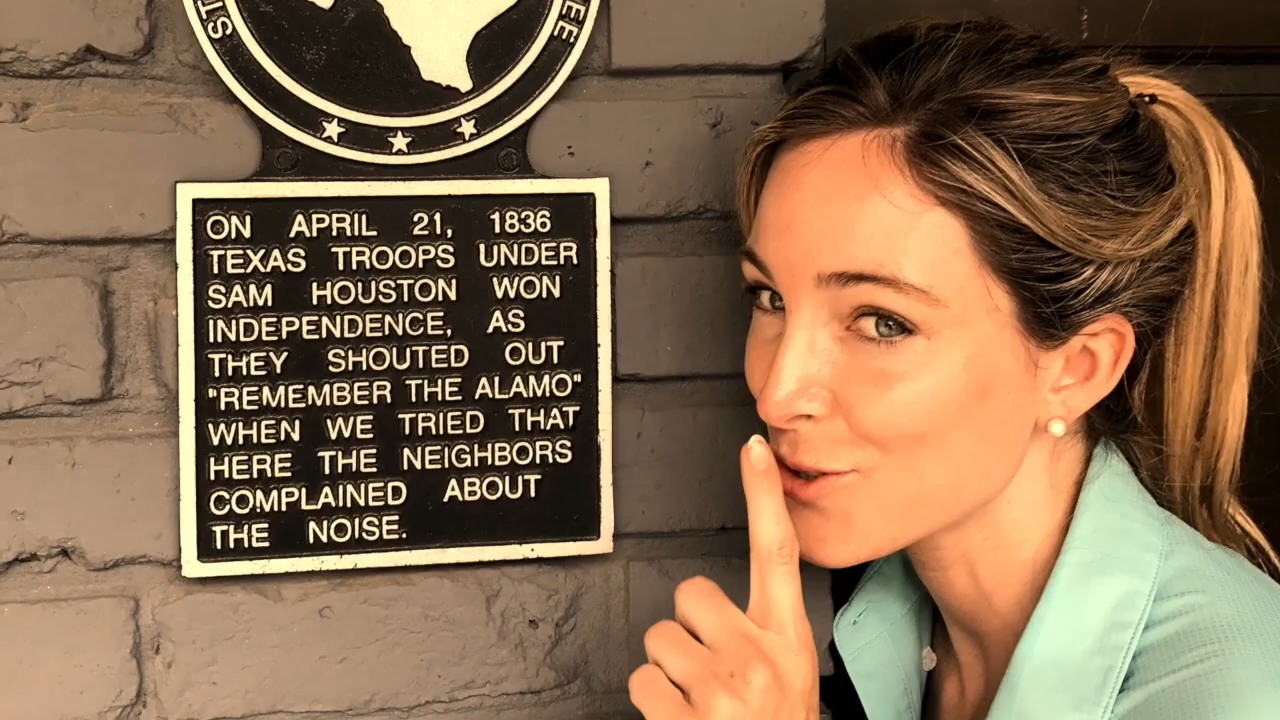 ON APRIL 21, 1836
TEXAS TROOPS UNDER
SAM HOUSTON WON
INDEPENDENCE, AS
THEY SHOUTED OUT
"REMEMBER THE ALAMO"
WHEN WE TRIED THAT
HERE THE NEIGHBORS
COMPLAINED ABOUT
THE NOISE.